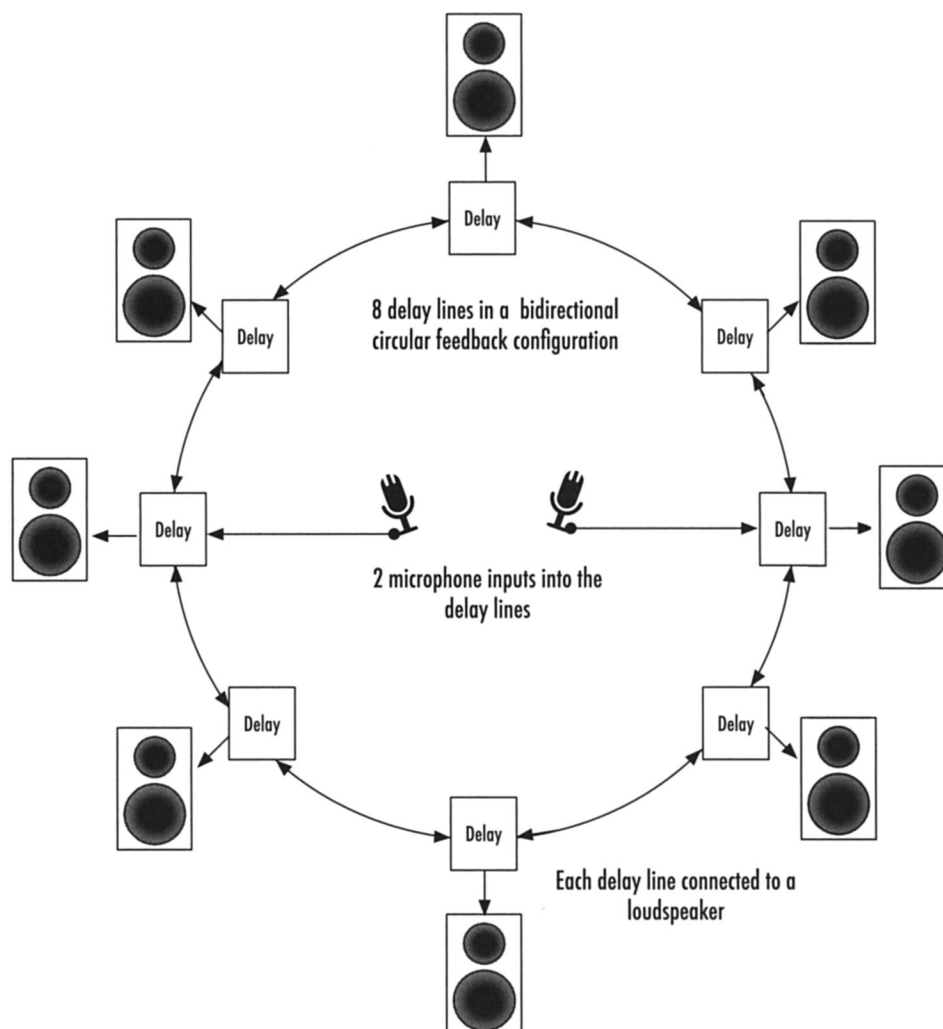 Delay
Delay
Delay
8 delay lines in a bidirectional
circular feedback configuration
Delay
Delay
2 microphone inputs into the
delay lines
Delay
Delay
Delay
Each delay line connected to a
loudspeaker